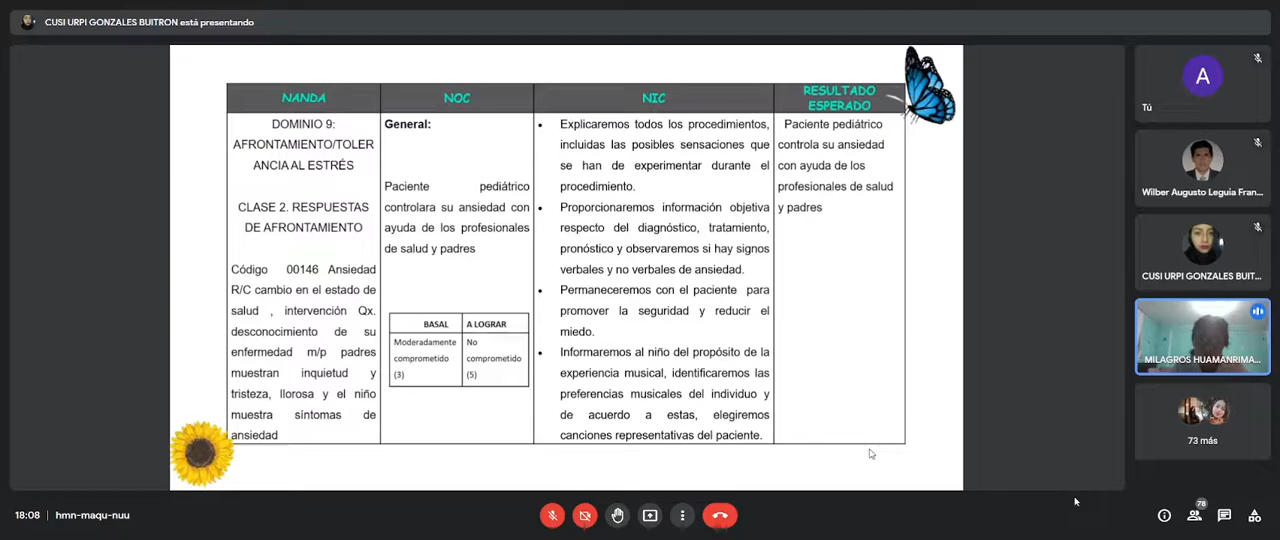 CUSI URPI GONZALES BUITRON está presentando
NANDA
NOC
NIC
RESULTADO
ESPERADO
DOMINIO 9:
AFRONTAMIENTO/TOLER
ANCIA AL ESTRÉS
CLASE 2. RESPUESTAS
DE AFRONTAMIENTO
Código 00146 Ansiedad
R/C cambio en el estado de
salud , intervención Qx.
desconocimiento de su
enfermedad m/p padres
muestran inquietud y
tristeza, llorosa y el niño
muestra síntomas de
ansiedad
General:
Paciente pediátrico
controlara su ansiedad con
ayuda de los profesionales
de salud y padres
BASAL
A LOGRAR
Moderadamente
comprometido
(3)
No
comprometido
(5)
• Explicaremos todos los procedimientos,
incluidas las posibles sensaciones que
se han de experimentar durante el
procedimiento.
• Proporcionaremos información objetiva
respecto del diagnóstico, tratamiento,
pronóstico y observaremos si hay signos
verbales y no verbales de ansiedad.
• Permaneceremos con el paciente para
promover la seguridad y reducir el
miedo.
• Informaremos al niño del propósito de la
experiencia musical, identificaremos las
preferencias musicales del individuo y
de acuerdo a estas, elegiremos
canciones representativas del paciente.
Paciente pediátrico
controla su ansiedad
con ayuda de los
profesionales de salud
y padres
A
Tú
Wilber Augusto Leguia Fran...
CUSI URPI GONZALES BUIT...
MILAGROS HUAMANRIMA...
73 más
18:08 | hmn-maqu-nuu
78